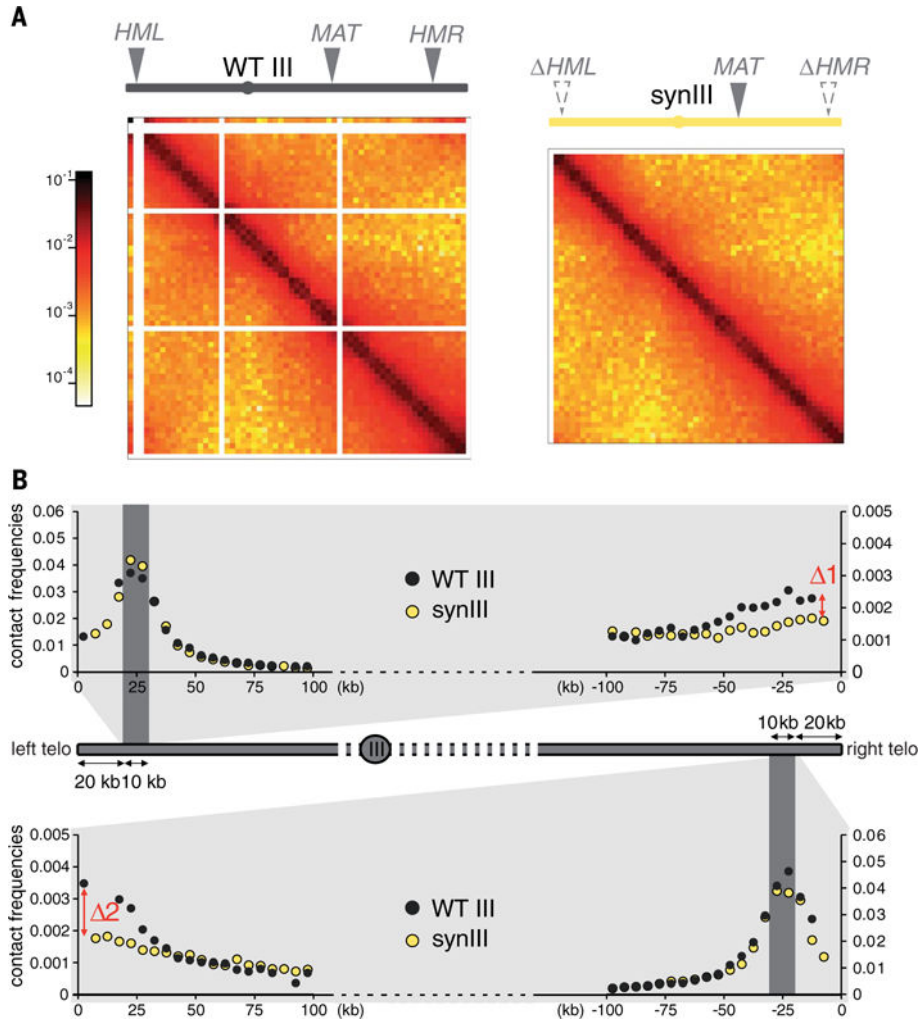 A
HML MAT HMR
WT III
ΔHML MAT ΔHMR
synIII
10-1
10-2
10-3
10-4
B
contact frequencies
0.06
0.05
0.04
0.03
0.02
0.01
0
WT III
synIII
Δ1
0.005
0.004
0.003
0.002
0.001
0
0 25 50 75 100 (kb) (kb) -100 -75 -50 -25 0
10kb 20kb
left telo III right telo
20 kb 10 kb
contact frequencies
0.005
0.004
0.003
0.002
0.001
0
Δ2
WT III
synIII
0.06
0.05
0.04
0.03
0.02
0.01
0
0 25 50 75 100 (kb) (kb) -100 -75 -50 -25 0